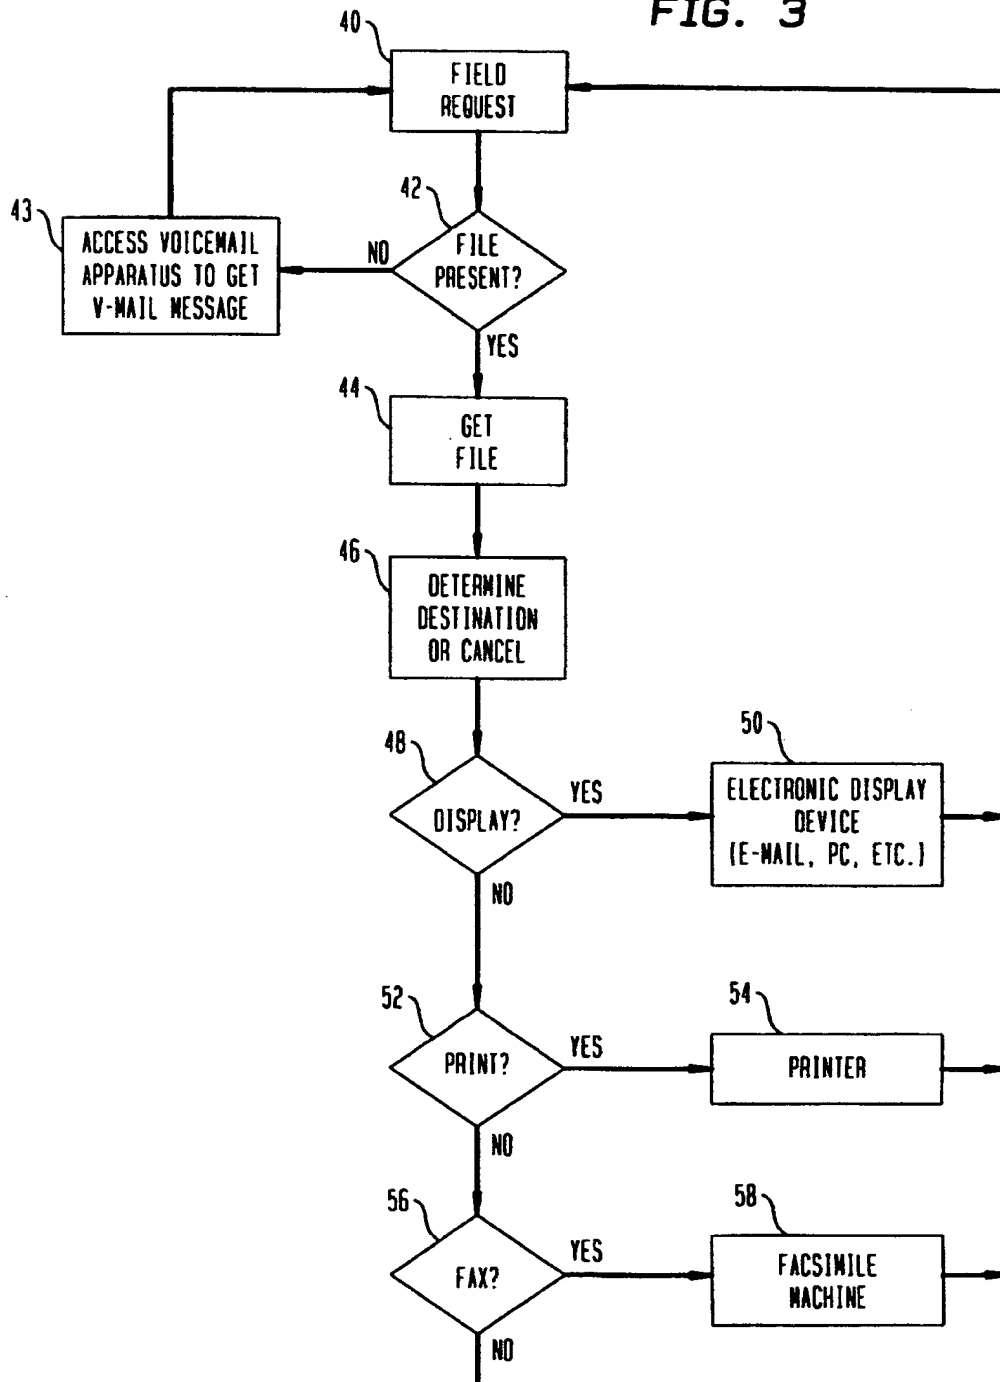 FIG. 3
40
FIELD
REQUEST
42
FILE
PRESENT?
NO
43
ACCESS VOICEMAIL
APPARATUS TO GET
V-MAIL MESSAGE
YES
44
GET
FILE
46
DETERMINE
DESTINATION
OR CANCEL
48
DISPLAY?
YES
50
ELECTRONIC DISPLAY
DEVICE
(E-MAIL, PC, ETC.)
NO
52
PRINT?
YES
54
PRINTER
NO
56
FAX?
YES
58
FACSIMILE
MACHINE
NO